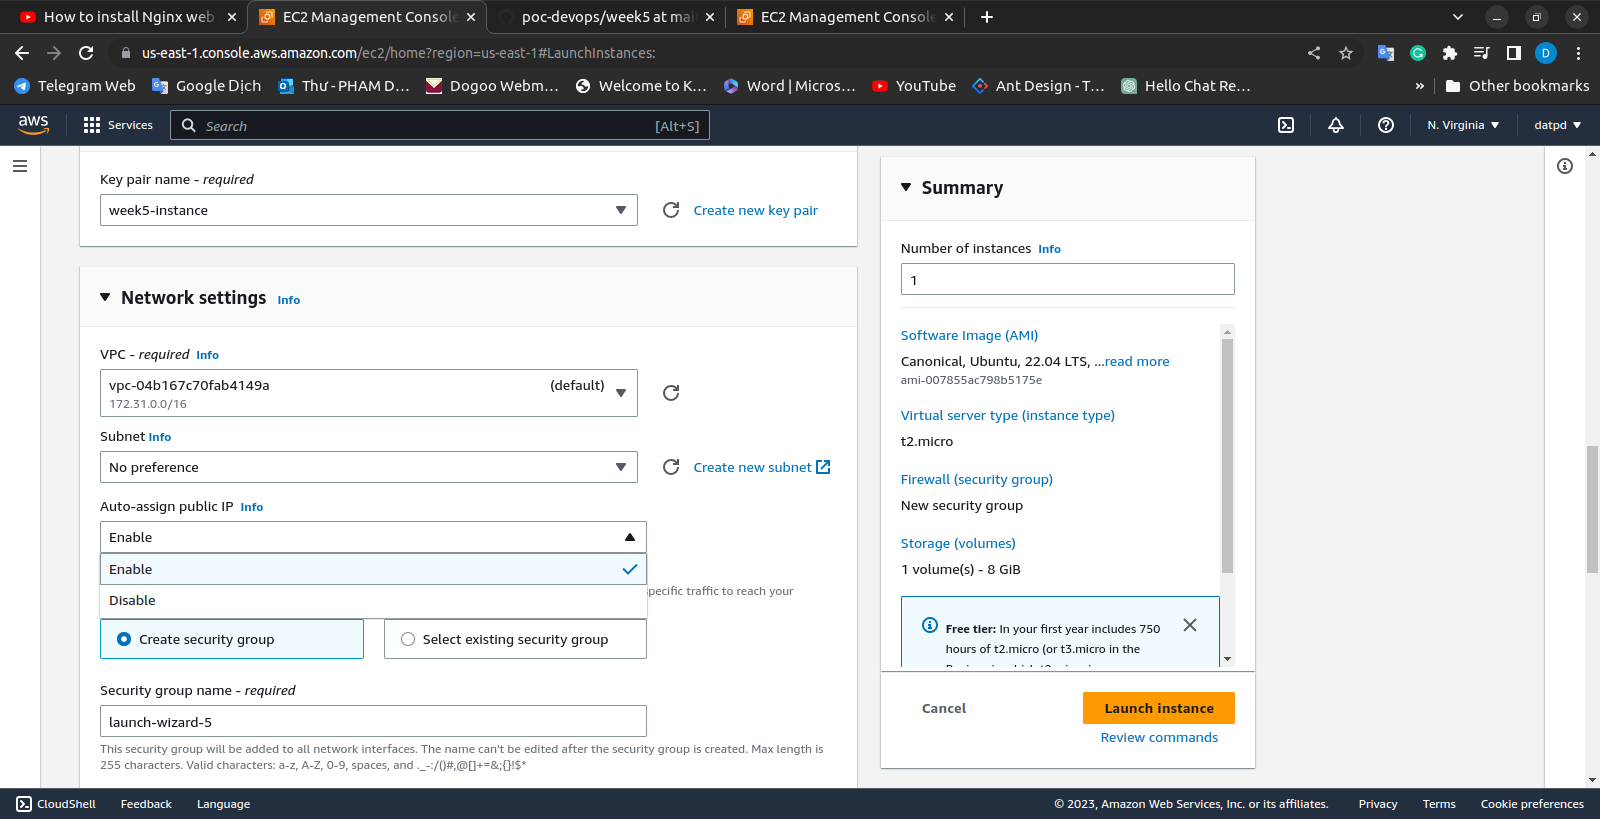 How to install Nginx web
EC2 Management Console
poc-devops/week5 at mai
EC2 Management Console
us-east-1.console.aws.amazon.com/ec2/home?region=us-east-1#LaunchInstances:
D
Telegram Web
Google Dịch
Thư - PHAM D...
Dogoo Webm...
Welcome to K...
Word | Micros...
YouTube
Ant Design - T...
Hello Chat Re...
»
Other bookmarks
aws
Services
Search
[Alt+S]
N. Virginia
datpd
Key pair name - required
week5-instance
Create new key pair
Network settings Info
VPC - required Info
vpc-04b167c70fab4149a (default)
172.31.0.0/16
Subnet Info
No preference
Create new subnet
Auto-assign public IP Info
Enable
Enable
Disable
specific traffic to reach your
Create security group
Select existing security group
Security group name - required
launch-wizard-5
This security group will be added to all network interfaces. The name can't be edited after the security group is created. Max length is
255 characters. Valid characters: a-z, A-Z, 0-9, spaces, and ._-:/()#,@[]+=&;{}!$*
Summary
Number of instances Info
1
Software Image (AMI)
Canonical, Ubuntu, 22.04 LTS, ...read more
ami-007855ac798b5175e
Virtual server type (instance type)
t2.micro
Firewall (security group)
New security group
Storage (volumes)
1 volume(s) - 8 GiB
Free tier: In your first year includes 750
hours of t2.micro (or t3.micro in the
Cancel
Launch instance
Review commands
CloudShell
Feedback
Language
© 2023, Amazon Web Services, Inc. or its affiliates.
Privacy
Terms
Cookie preferences